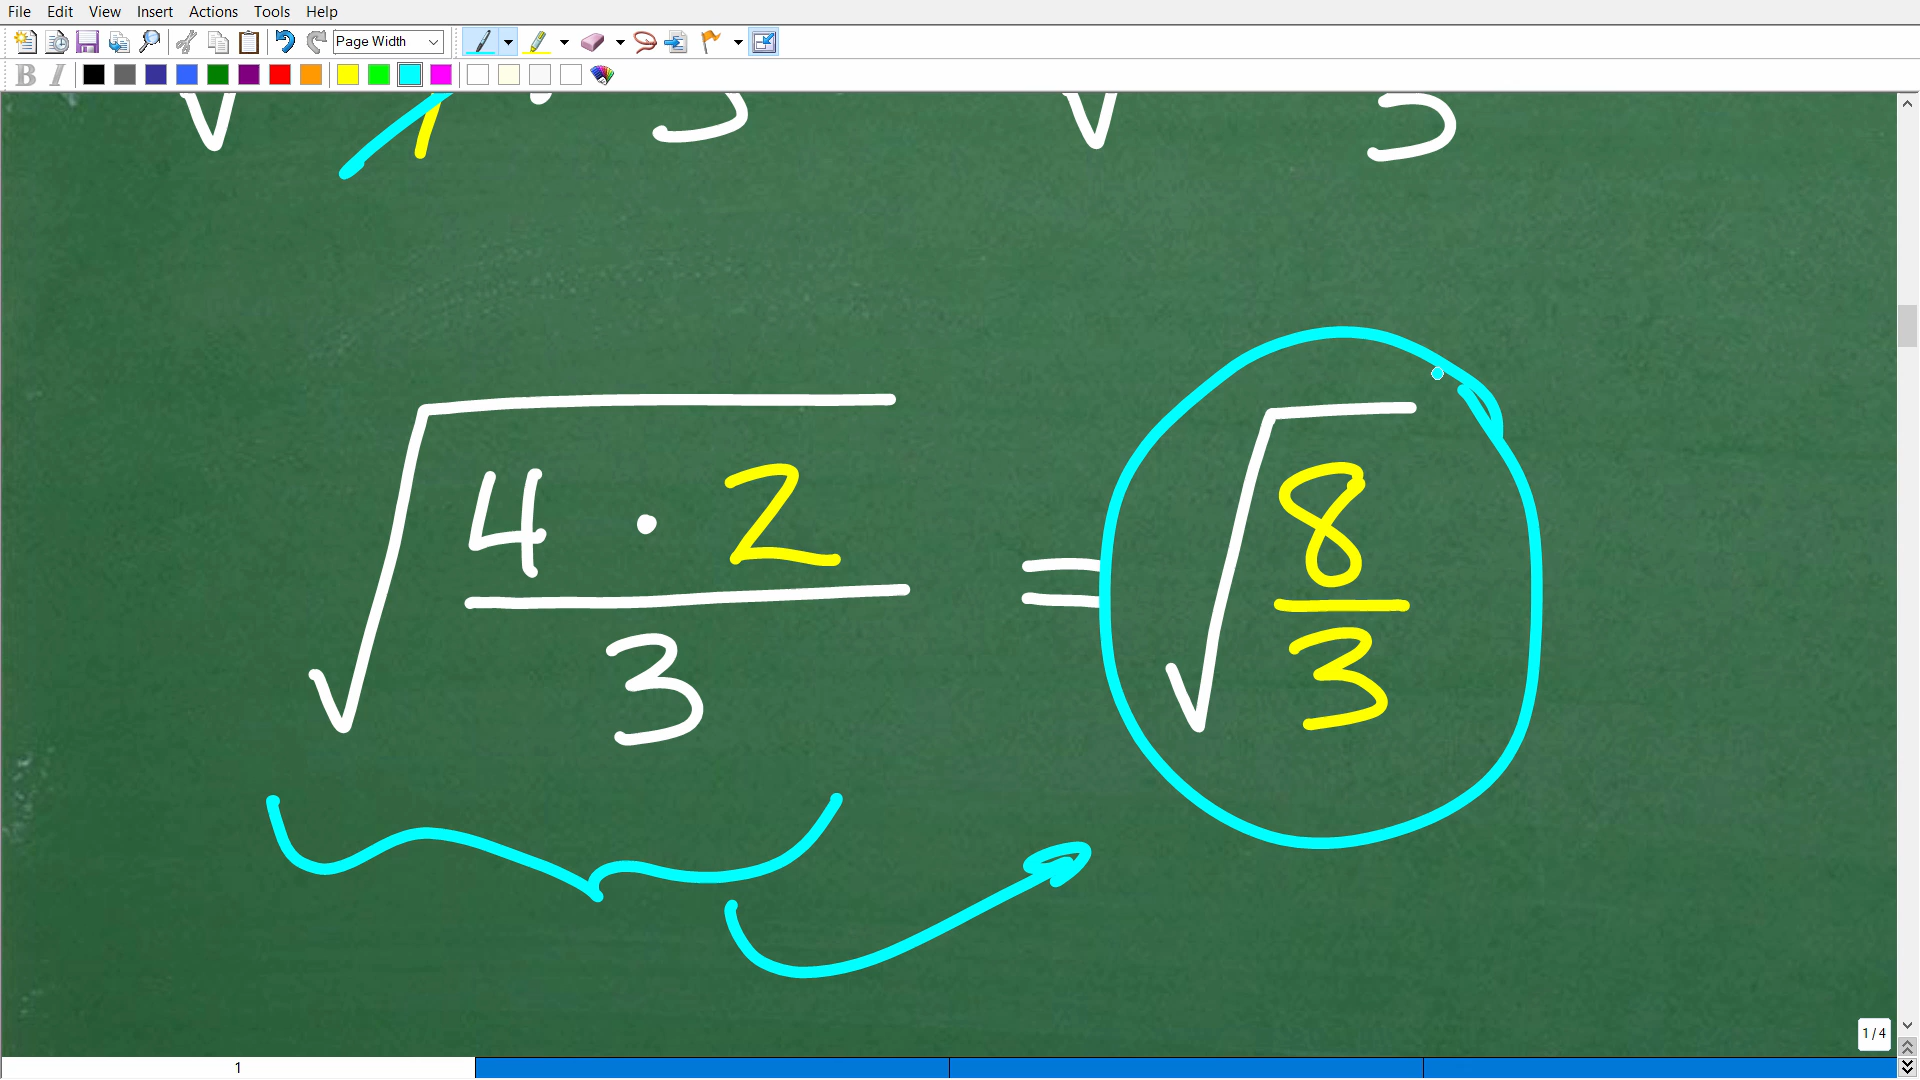 File Edit View Insert Actions Tools Help
Page Width
B I
√(4 · 2 / 3) = √(8 / 3)
1 / 4
1